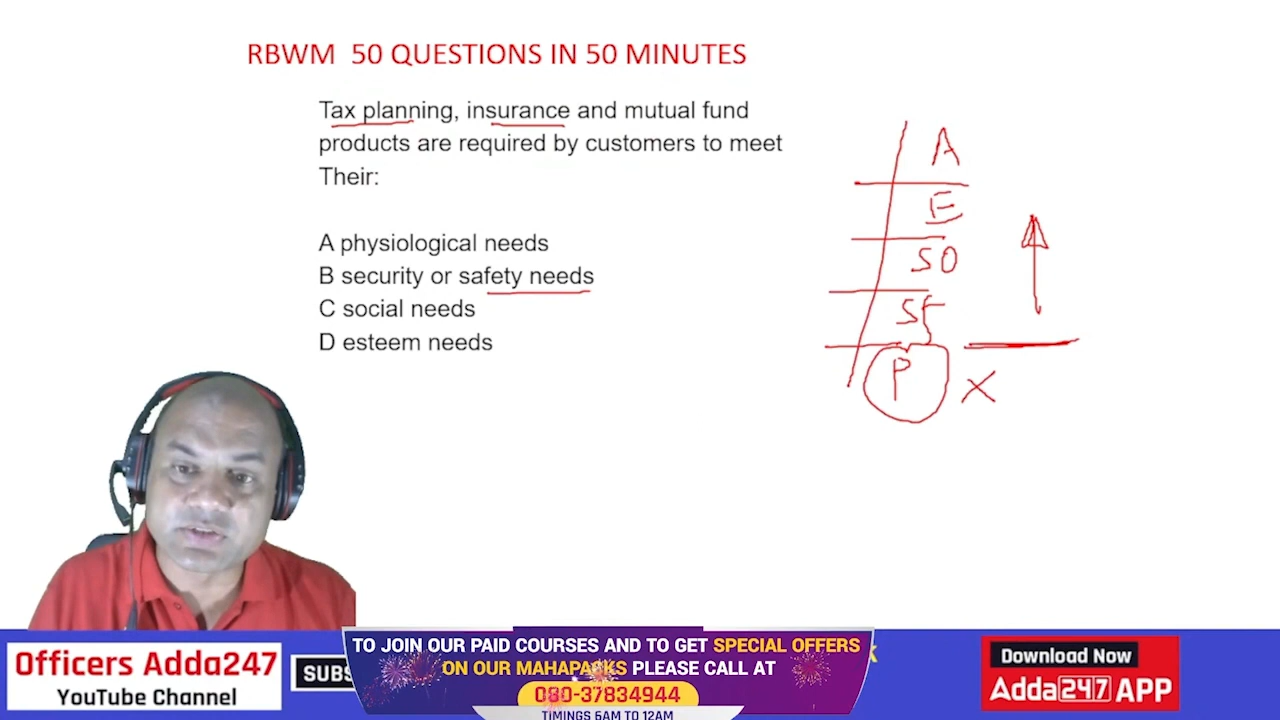 RBWM 50 QUESTIONS IN 50 MINUTES
Tax planning, insurance and mutual fund
products are required by customers to meet
Their:
A physiological needs
B security or safety needs
C social needs
D esteem needs
A
E
SO
SF
P X
Officers Adda247
YouTube Channel
SUBS
TO JOIN OUR PAID COURSES AND TO GET SPECIAL OFFERS
ON OUR MAHAPACKS PLEASE CALL AT
080-37834944
TIMINGS 6AM TO 12AM
Download Now
Adda247 APP